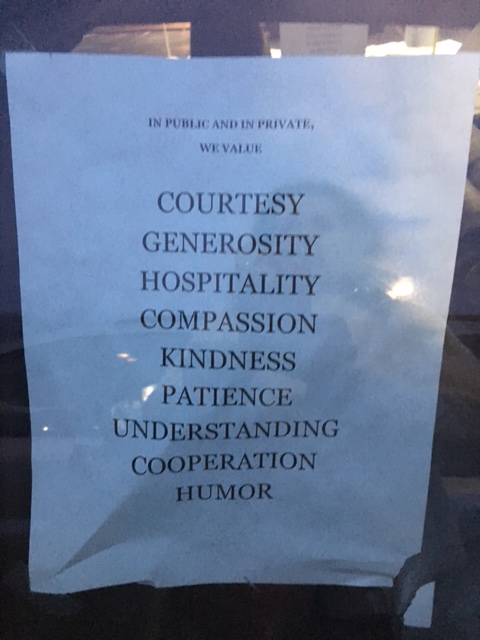 IN PUBLIC AND IN PRIVATE,
WE VALUE
COURTESY
GENEROSITY
HOSPITALITY
COMPASSION
KINDNESS
PATIENCE
UNDERSTANDING
COOPERATION
HUMOR